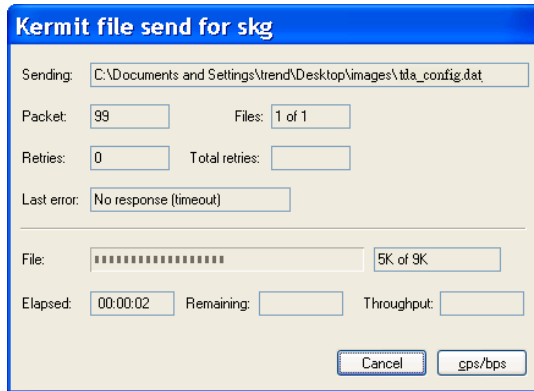 Kermit file send for skg
Sending: C:\Documents and Settings\trend\Desktop\images\tda_config.dat
Packet: 99 Files: 1 of 1
Retries: 0 Total retries:
Last error: No response (timeout)
File: 5K of 9K
Elapsed: 00:00:02 Remaining: Throughput:
Cancel cps/bps